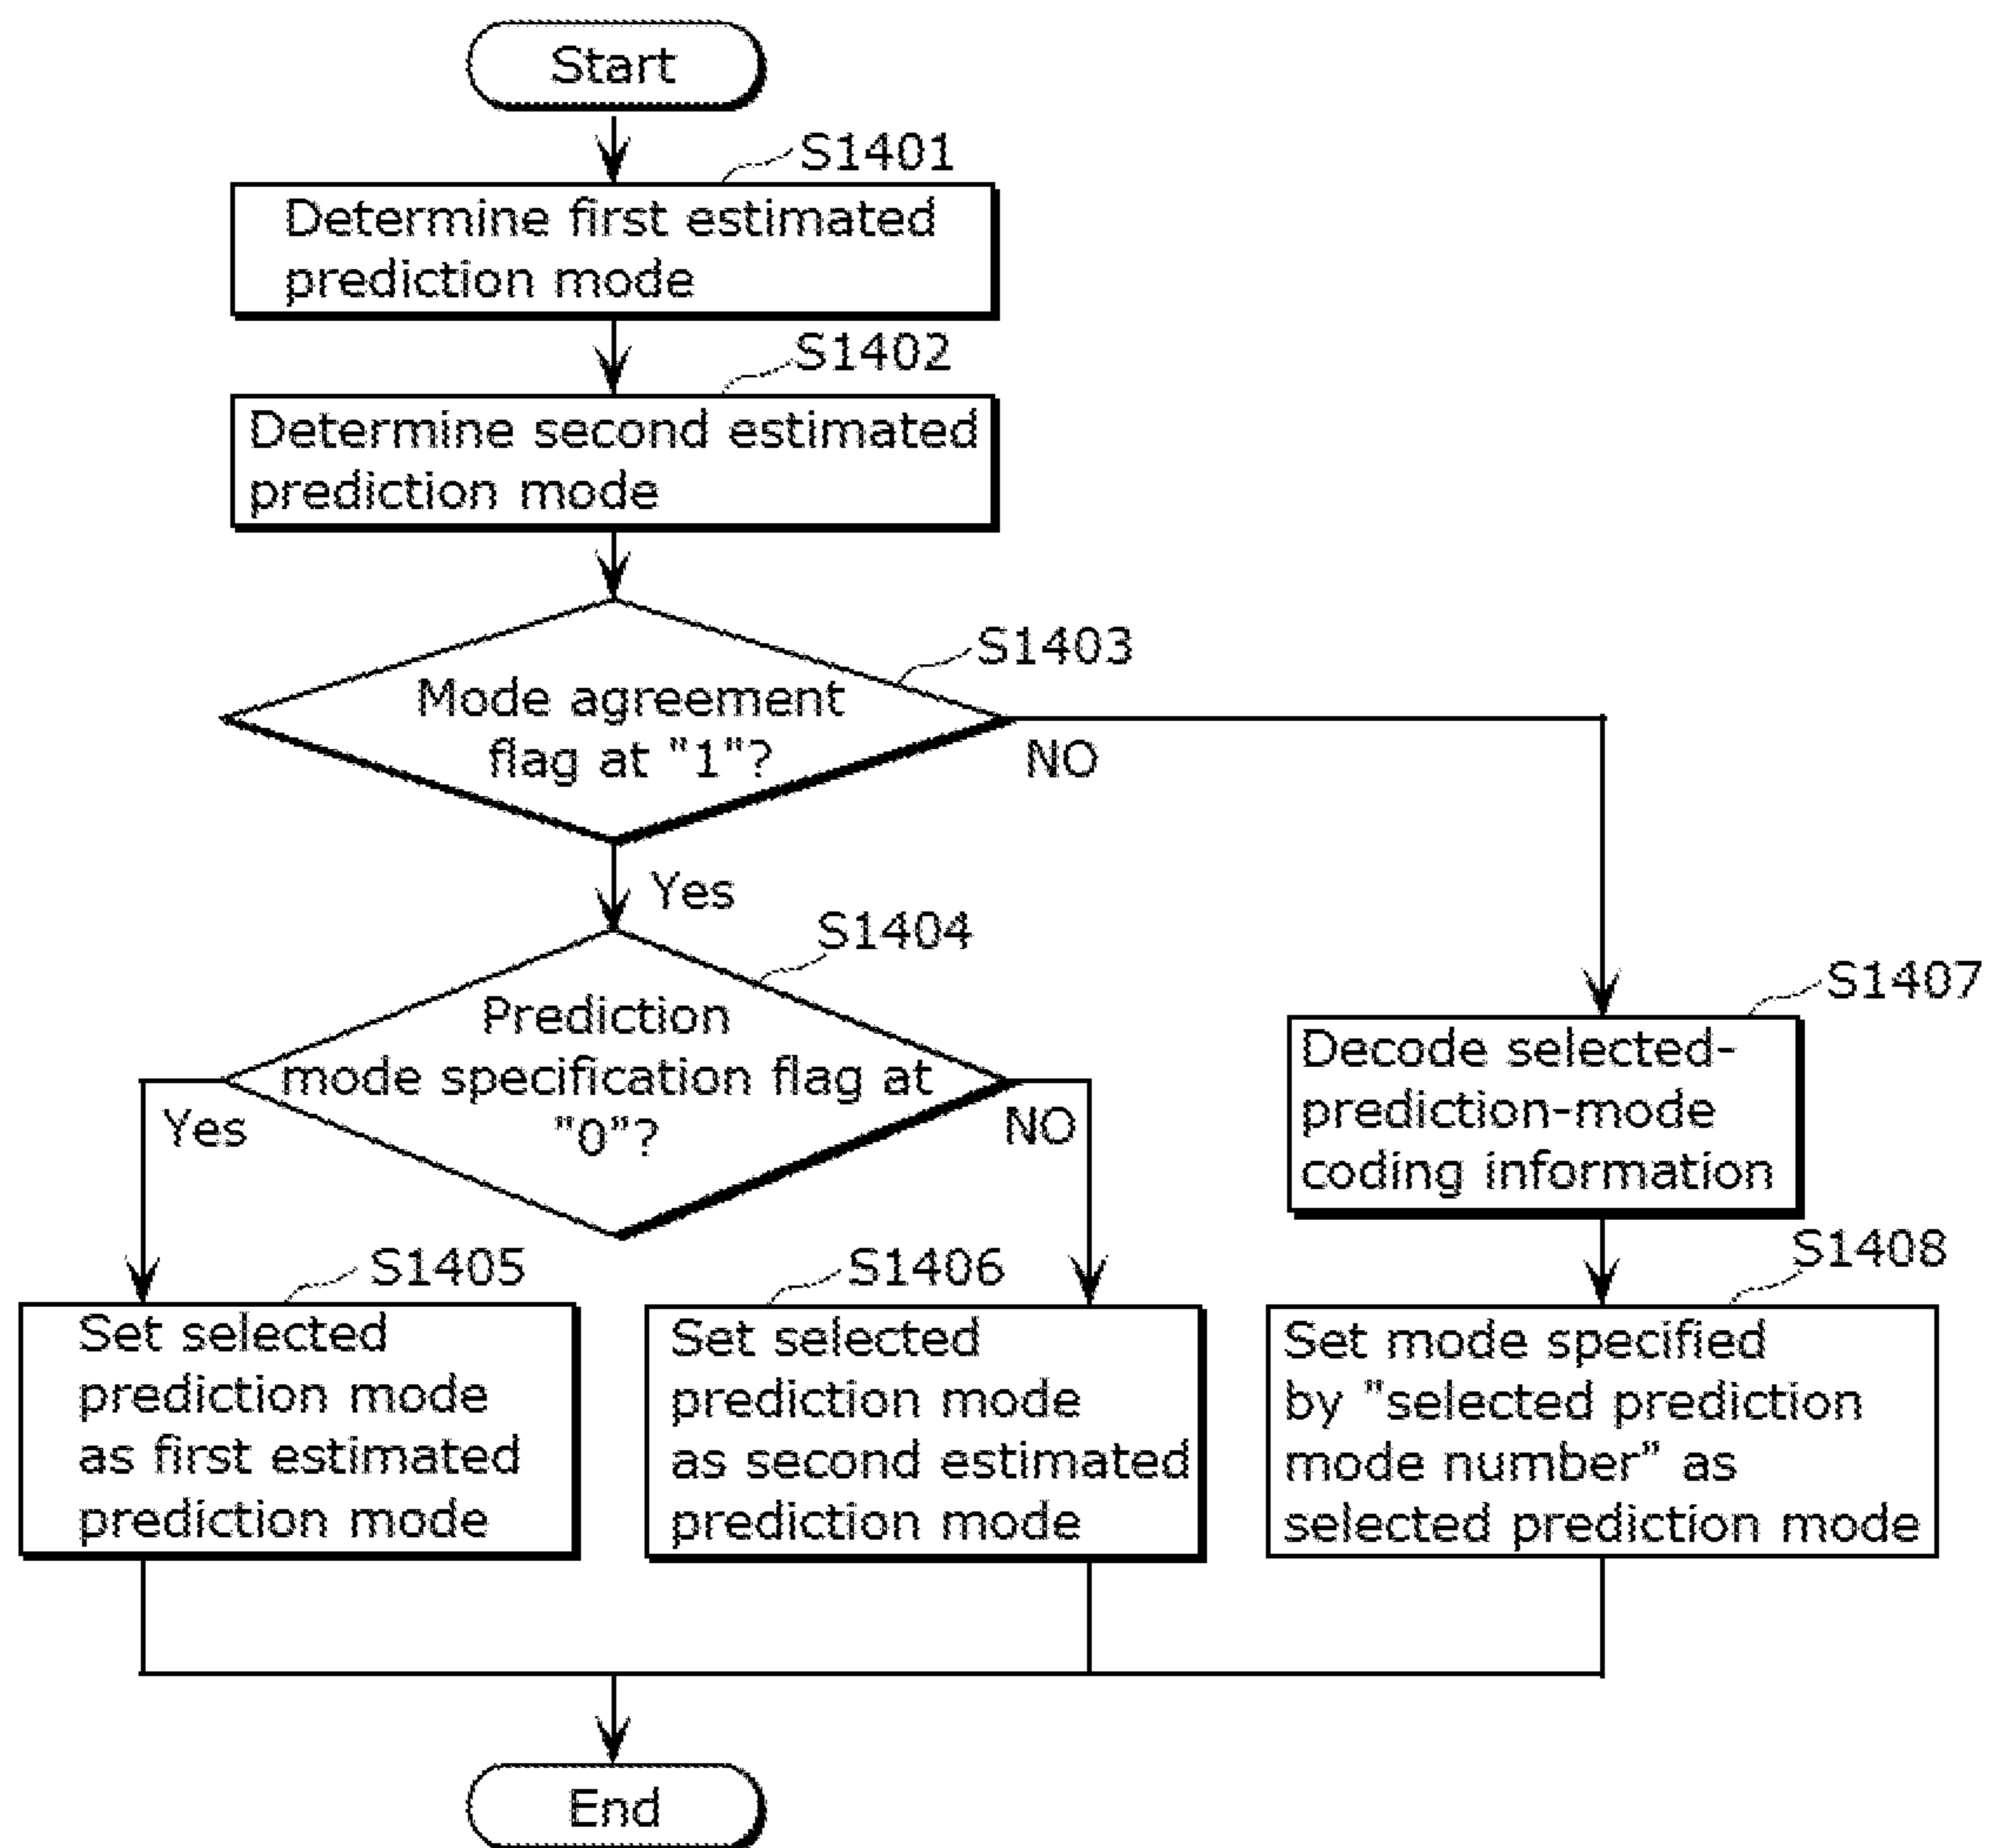 Start
S1401
Determine first estimated
prediction mode
S1402
Determine second estimated
prediction mode
S1403
Mode agreement
flag at "1"?
NO
Yes
S1404
Prediction
mode specification flag at
"0"?
Yes
NO
S1407
Decode selected-
prediction-mode
coding information
S1405
Set selected
prediction mode
as first estimated
prediction mode
S1406
Set selected
prediction mode
as second estimated
prediction mode
S1408
Set mode specified
by "selected prediction
mode number" as
selected prediction mode
End